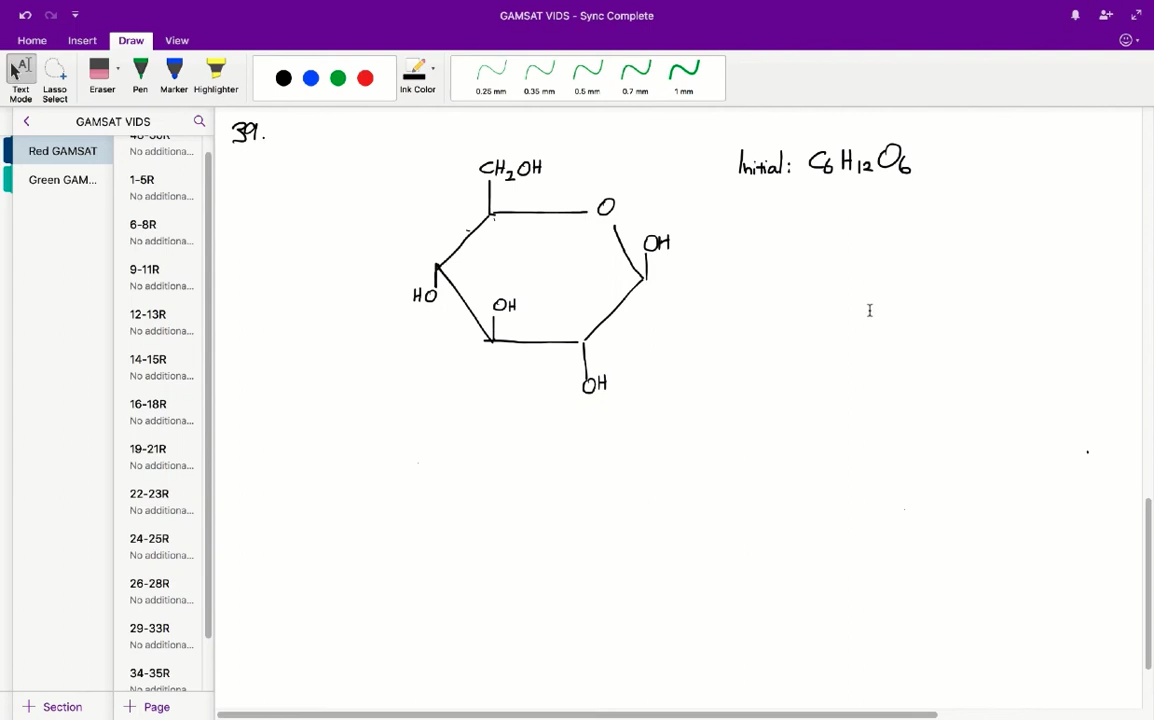 GAMSAT VIDS - Sync Complete
Home Insert Draw View
Text Mode
Lasso Select
Eraser
Pen
Marker
Highlighter
Ink Color
0.25 mm
0.35 mm
0.5 mm
0.7 mm
1 mm
GAMSAT VIDS
Red GAMSAT
Green GAM...
No additiona...
1-5R
No additiona...
6-8R
No additiona...
9-11R
No additiona...
12-13R
No additiona...
14-15R
No additiona...
16-18R
No additiona...
19-21R
No additiona...
22-23R
No additiona...
24-25R
No additiona...
26-28R
No additiona...
29-33R
No additiona...
34-35R
No additiona...
+ Section
+ Page
39.
CH₂OH
O
OH
HO
OH
OH
Initial: C₆H₁₂O₆